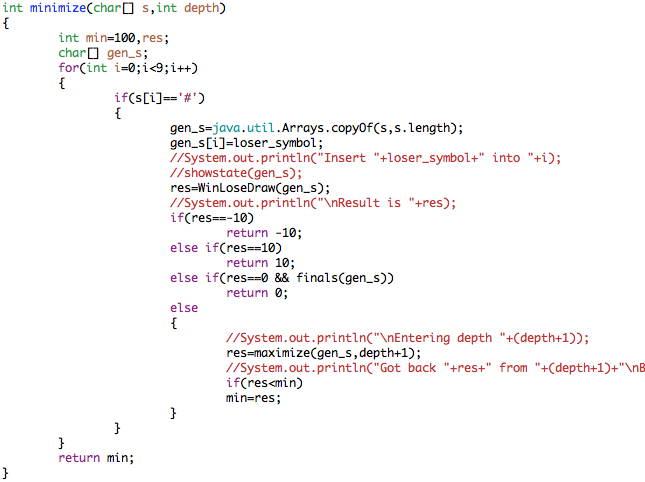 int minimize(char[] s,int depth)
{
        int min=100,res;
        char[] gen_s;
        for(int i=0;i<9;i++)
        {
                if(s[i]=='#')
                {
                        gen_s=java.util.Arrays.copyOf(s,s.length);
                        gen_s[i]=loser_symbol;
                        //System.out.println("Insert "+loser_symbol+" into "+i);
                        //showstate(gen_s);
                        res=WinLoseDraw(gen_s);
                        //System.out.println("\nResult is "+res);
                        if(res==-10)
                                return -10;
                        else if(res==10)
                                return 10;
                        else if(res==0 && finals(gen_s))
                                return 0;
                        else
                        {
                                //System.out.println("\nEntering depth "+(depth+1));
                                res=maximize(gen_s,depth+1);
                                //System.out.println("Got back "+res+" from "+(depth+1)+"\nB
                                if(res<min)
                                min=res;
                        }
                }
        }
        return min;
}